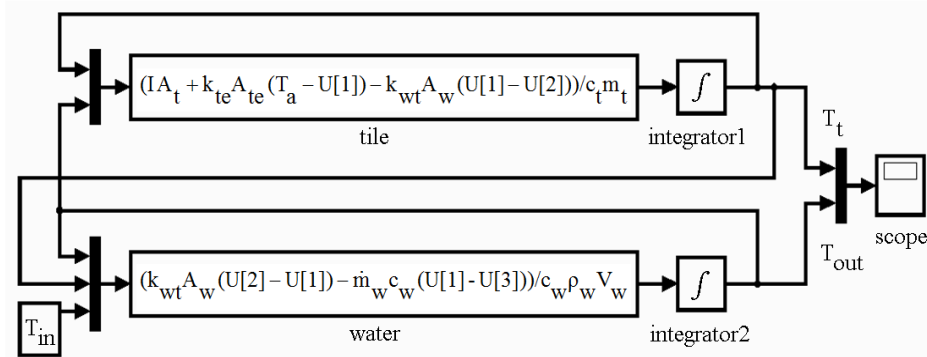 (IA_t + k_te A_te (T_a − U[1]) − k_wt A_w (U[1] − U[2]))/c_t m_t
∫
tile
integrator1
T_t
scope
T_out
(k_wt A_w (U[2] − U[1]) − ṁ_w c_w (U[1] - U[3]))/c_w ρ_w V_w
∫
T_in
water
integrator2